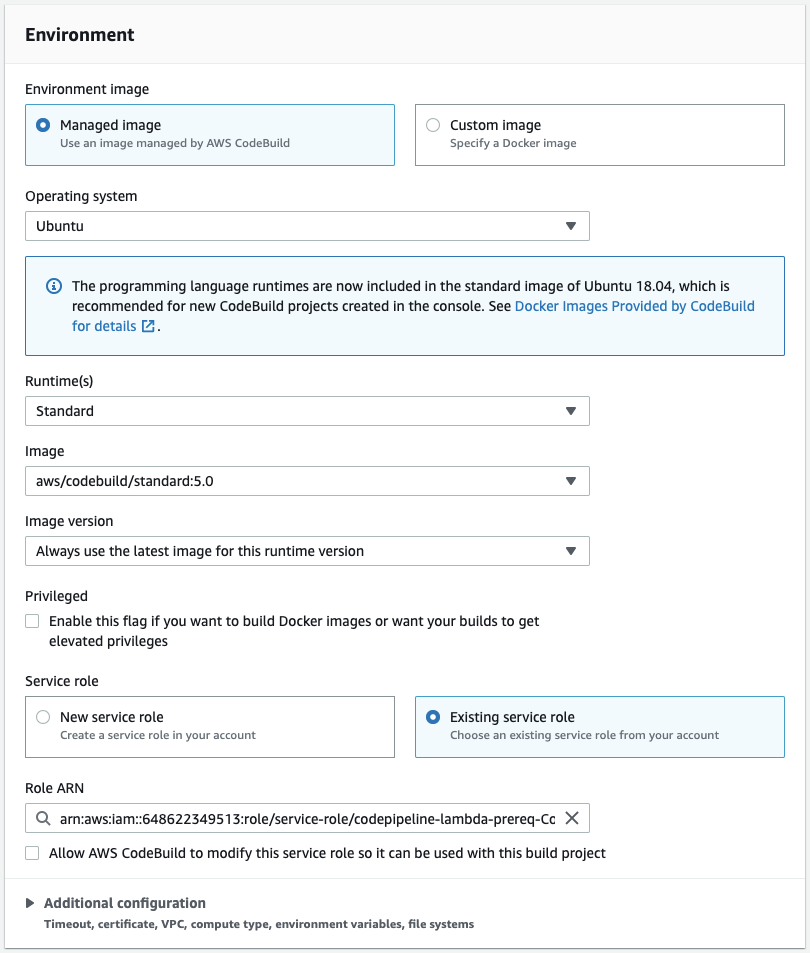 Environment
Environment image
Managed image
Use an image managed by AWS CodeBuild
Custom image
Specify a Docker image
Operating system
Ubuntu
The programming language runtimes are now included in the standard image of Ubuntu 18.04, which is
recommended for new CodeBuild projects created in the console. See Docker Images Provided by CodeBuild
for details.
Runtime(s)
Standard
Image
aws/codebuild/standard:5.0
Image version
Always use the latest image for this runtime version
Privileged
Enable this flag if you want to build Docker images or want your builds to get
elevated privileges
Service role
New service role
Create a service role in your account
Existing service role
Choose an existing service role from your account
Role ARN
arn:aws:iam::648622349513:role/service-role/codepipeline-lambda-prereq-Co
Allow AWS CodeBuild to modify this service role so it can be used with this build project
Additional configuration
Timeout, certificate, VPC, compute type, environment variables, file systems